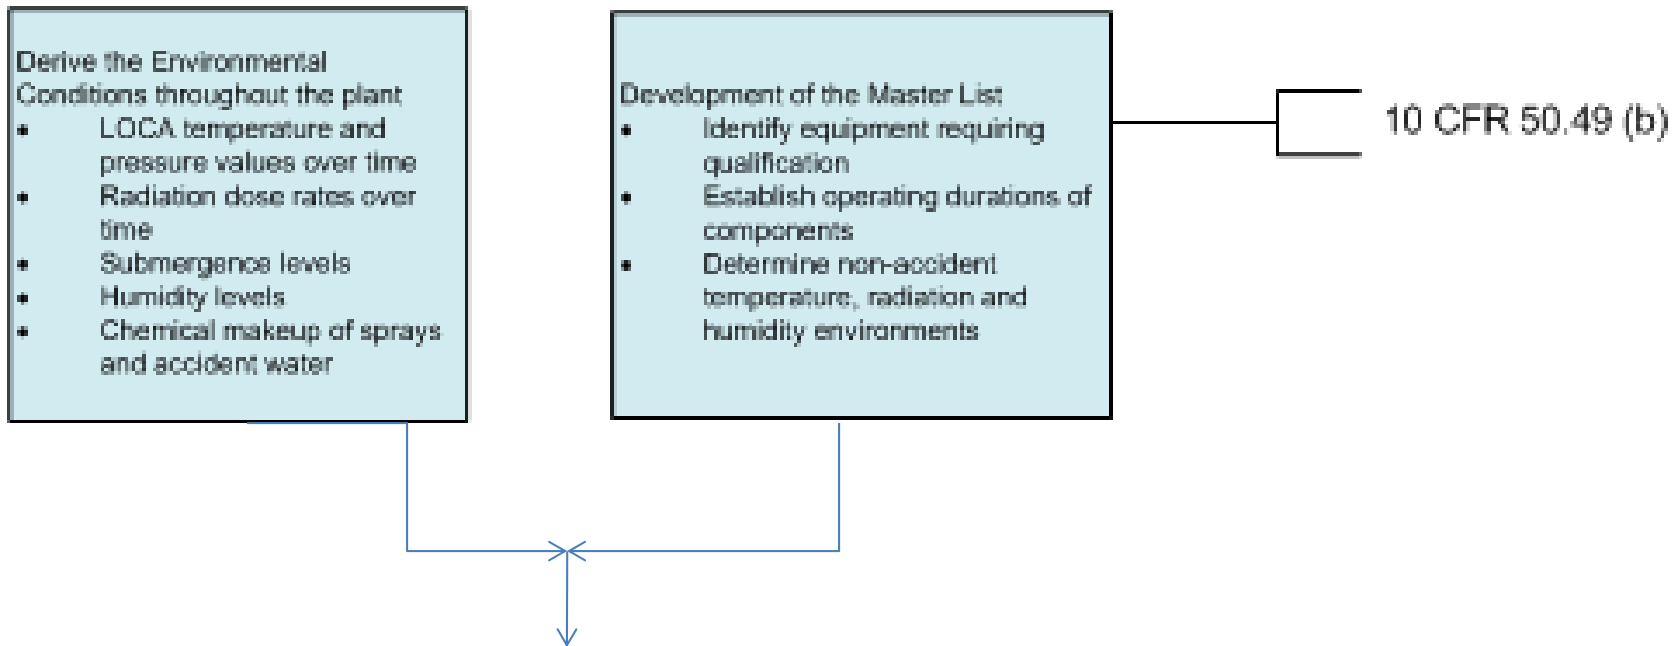 Derive the Environmental
Conditions throughout the plant
• LOCA temperature and
pressure values over time
• Radiation dose rates over
time
• Submergence levels
• Humidity levels
• Chemical makeup of sprays
and accident water
Development of the Master List
• Identify equipment requiring
qualification
• Establish operating durations of
components
• Determine non-accident
temperature, radiation and
humidity environments
10 CFR 50.49 (b)